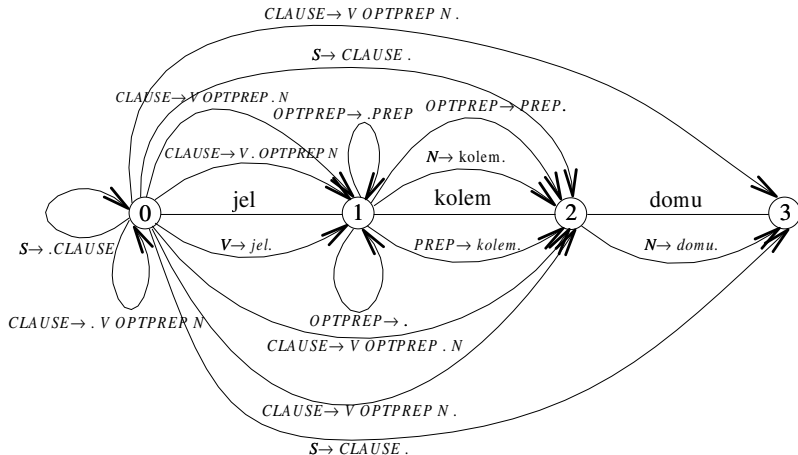 CLAUSE→ V OPTPREP N .
S→ CLAUSE .
CLAUSE→ V OPTPREP . N
OPTPREP→ .PREP
OPTPREP→ PREP.
CLAUSE→ V . OPTPREP N
N→ kolem.
jel
kolem
domu
0
1
2
3
S→ .CLAUSE
V→ jel.
PREP→ kolem.
N→ domu.
CLAUSE→ . V OPTPREP N
OPTPREP→ .
CLAUSE→ V OPTPREP . N
CLAUSE→ V OPTPREP N .
S→ CLAUSE .